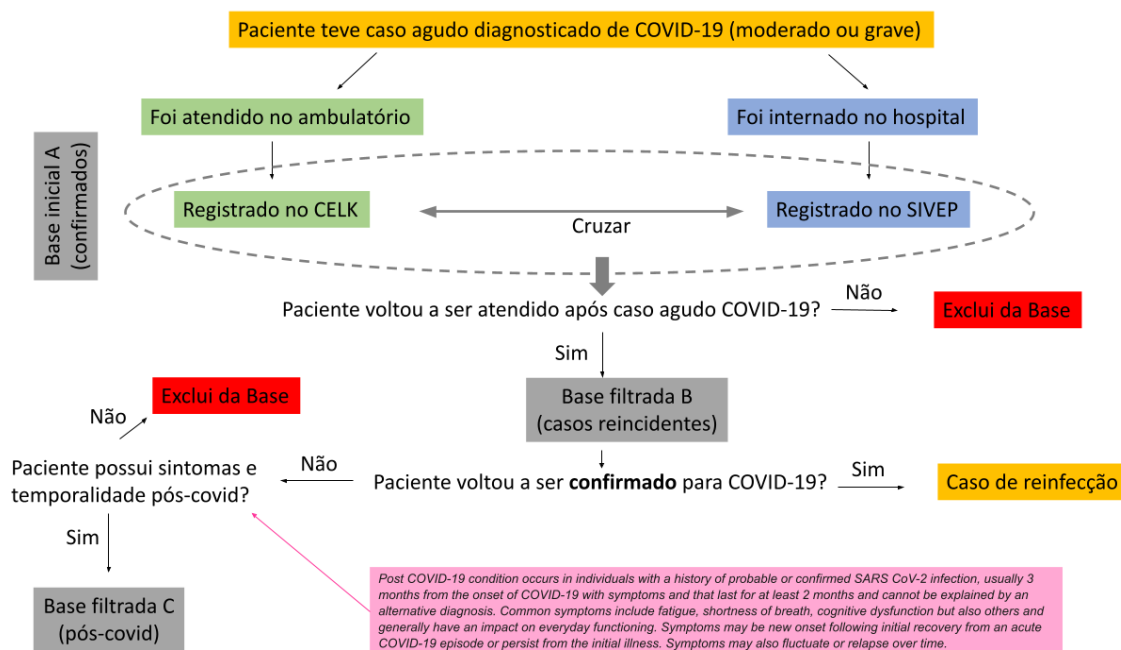 Paciente teve caso agudo diagnosticado de COVID-19 (moderado ou grave)
Foi atendido no ambulatório
Foi internado no hospital
Base inicial A
(confirmados)
Registrado no CELK
Registrado no SIVEP
Cruzar
Paciente voltou a ser atendido após caso agudo COVID-19?
Não
Exclui da Base
Sim
Base filtrada B
(casos reincidentes)
Exclui da Base
Não
Paciente possui sintomas e
temporalidade pós-covid?
Não
Paciente voltou a ser confirmado para COVID-19?
Sim
Caso de reinfecção
Sim
Base filtrada C
(pós-covid)
Post COVID-19 condition occurs in individuals with a history of probable or confirmed SARS CoV-2 infection, usually 3
months from the onset of COVID-19 with symptoms and that last for at least 2 months and cannot be explained by an
alternative diagnosis. Common symptoms include fatigue, shortness of breath, cognitive dysfunction but also others and
generally have an impact on everyday functioning. Symptoms may be new onset following initial recovery from an acute
COVID-19 episode or persist from the initial illness. Symptoms may also fluctuate or relapse over time.